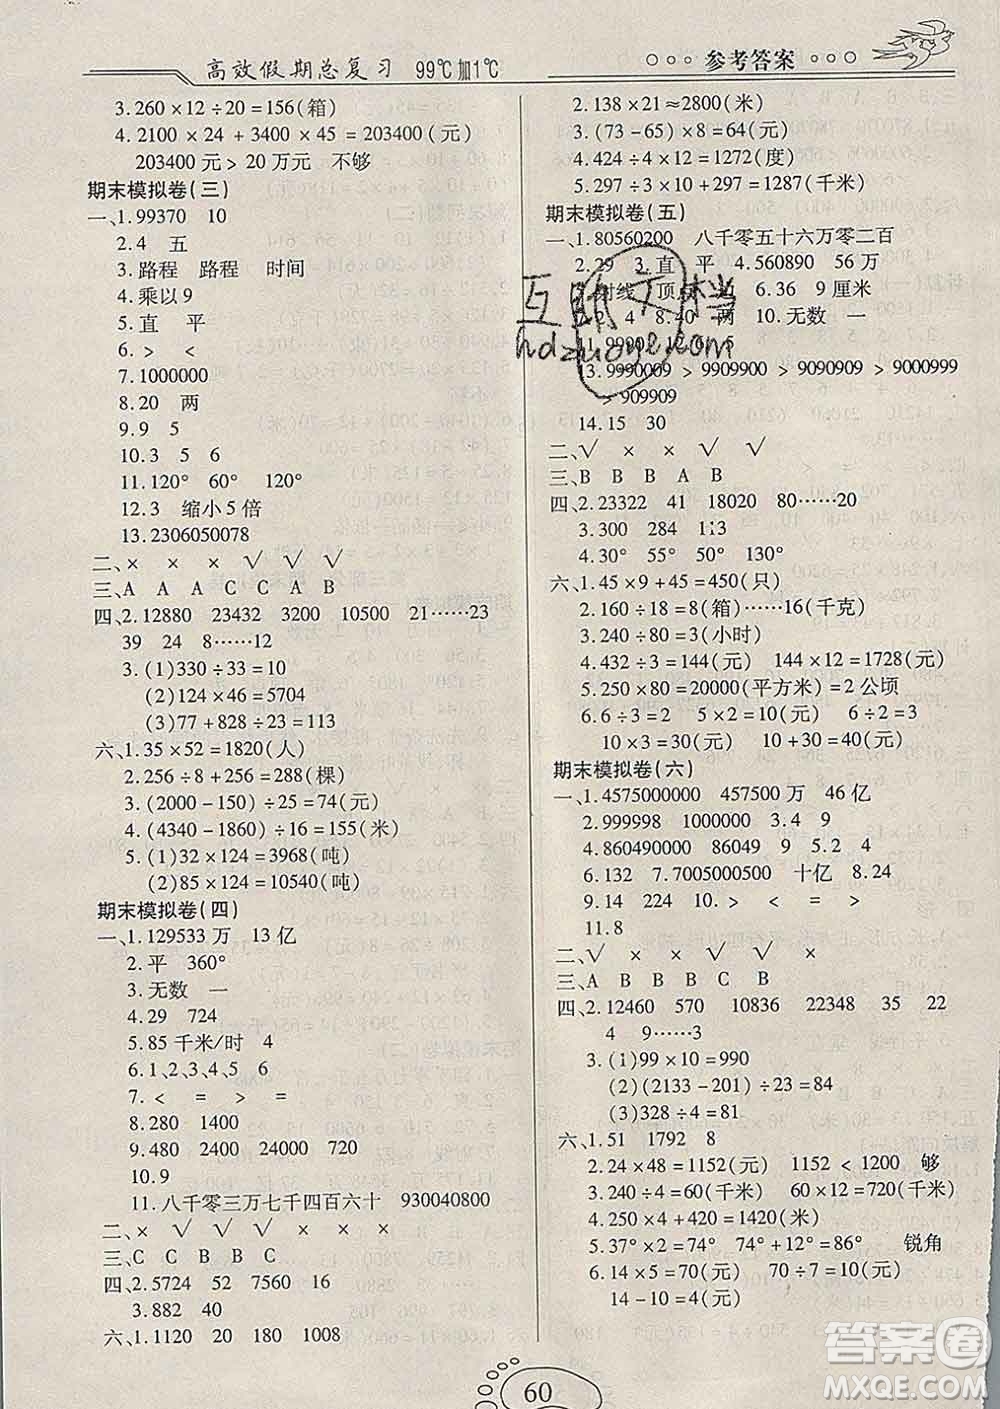 高效假期总复习 99℃加1℃
参考答案
3.260×12÷20=156(箱)
4.2100×24+3400×45=203400(元)
203400元>20万元 不够
期末模拟卷(三)
一、1.99370 10
2.4 五
3.路程 路程 时间
4.乘以9
5.直 平
6.> < <
7.1000000
8.20 两
9.9 5
10.3 5 6
11.120° 60° 120°
12.3 缩小5倍
13.2306050078
二、× × × √ √ √
三、A A A C C A B
四、2.12880 23432 3200 10500 21……23
39 24 8……12
3.(1)330÷33=10
(2)124×46=5704
(3)77+828÷23=113
六、1.35×52=1820(人)
2.256÷8+256=288(棵)
3.(2000-150)÷25=74(元)
4.(4340-1860)÷16=155(米)
5.(1)32×124=3968(吨)
(2)85×124=10540(吨)
期末模拟卷(四)
一、1.129533万 13亿
2.平 360°
3.无数 一
4.29 724
5.85千米/时 4
6.1、2、3、4、5
7.< < = > =
8.280 1400
9.480 2400 24000 720
10.9
11.八千零三万七千四百六十 930040800
二、× √ √ √ × × ×
三、C C B B C
四、2.5724 52 7560 16
3.882 40
六、1.1120 20 180 1008
2.138×21≈2800(米)
3.(73-65)×8=64(元)
4.424÷4×12=1272(度)
5.297÷3×10+297=1287(千米)
期末模拟卷(五)
一、1.80560200 八千零五十六万零二百
2.29 3.直 平 4.560890 56万
射线 顶点 边 6.36 9厘米
4 8.40 两 10.无数 一
5
13.9990009>9909900>9090909>9000999
>909909
14.15 30
二、√ × × √ √
三、B B B A B
四、2.23322 41 18020 80……20
3.300 284 113
4.30° 55° 50° 130°
六、1.45×9+45=450(只)
2.160÷18=8(箱)……16(千克)
3.240÷80=3(小时)
4.432÷3=144(元) 144×12=1728(元)
5.250×80=20000(平方米)=2公顷
6.6÷3=2 5×2=10(元) 6÷2=3
10×3=30(元) 10<30(元)
期末模拟卷(六)
一、1.4575000000 457500万 46亿
2.999998 1000000 3.4 9
4.860490000 89 9 5.2 4
6.132 7.7005000500 十亿 8.24
9.14 224 10.> < = <
11.8
二、√ × × √ √ ×
三、A B B B C B
四、2.12460 570 10836 22348 35 22
4 9……3
3.(1)99×10=990
(2)(2133-201)÷23=84
(3)328÷4=81
六、1.51 1792 8
2.24×48=1152(元) 1152<1200 够
3.240÷4=60(千米) 60×12=720(千米)
4.250×4+420=1420(米)
5.37°×2=74° 74°+12°=86° 锐角
6.14×5=70(元) 70÷7=10(元)
14-10=4(元)
60
互助文档
hdzuoye.com
答案圈
MXQE.COM